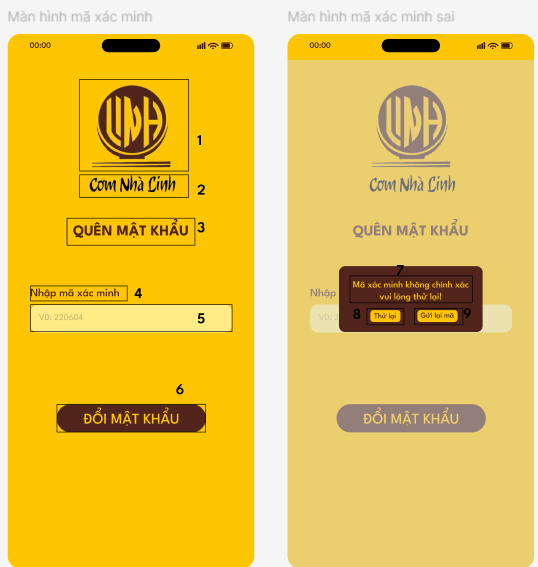 Màn hình mã xác minh
00:00
LINH
1
Cơm Nhà Linh
2
QUÊN MẬT KHẨU
3
Nhập mã xác minh
4
VD: 220604
5
6
ĐỔI MẬT KHẨU
Màn hình mã xác minh sai
00:00
LINH
Cơm Nhà Linh
QUÊN MẬT KHẨU
7
Nhập
Mã xác minh không chính xác
vui lòng thử lại!
VD: 2
8
Thử lại
Gửi lại mã
9
ĐỔI MẬT KHẨU